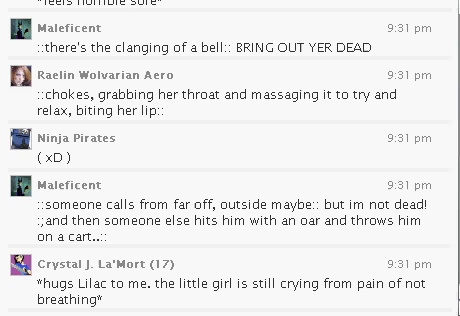 *feels horrible sore*
Maleficent 9:31 pm
::there's the clanging of a bell:: BRING OUT YER DEAD
Raelin Wolvarian Aero 9:31 pm
::chokes, grabbing her throat and massaging it to try and
relax, biting her lip::
Ninja Pirates 9:31 pm
( xD )
Maleficent 9:31 pm
::someone calls from far off, outside maybe:: but im not dead!
:;and then someone else hits him with an oar and throws him
on a cart..::
Crystal J. La'Mort (17) 9:31 pm
*hugs Lilac to me. the little girl is still crying from pain of not
breathing*